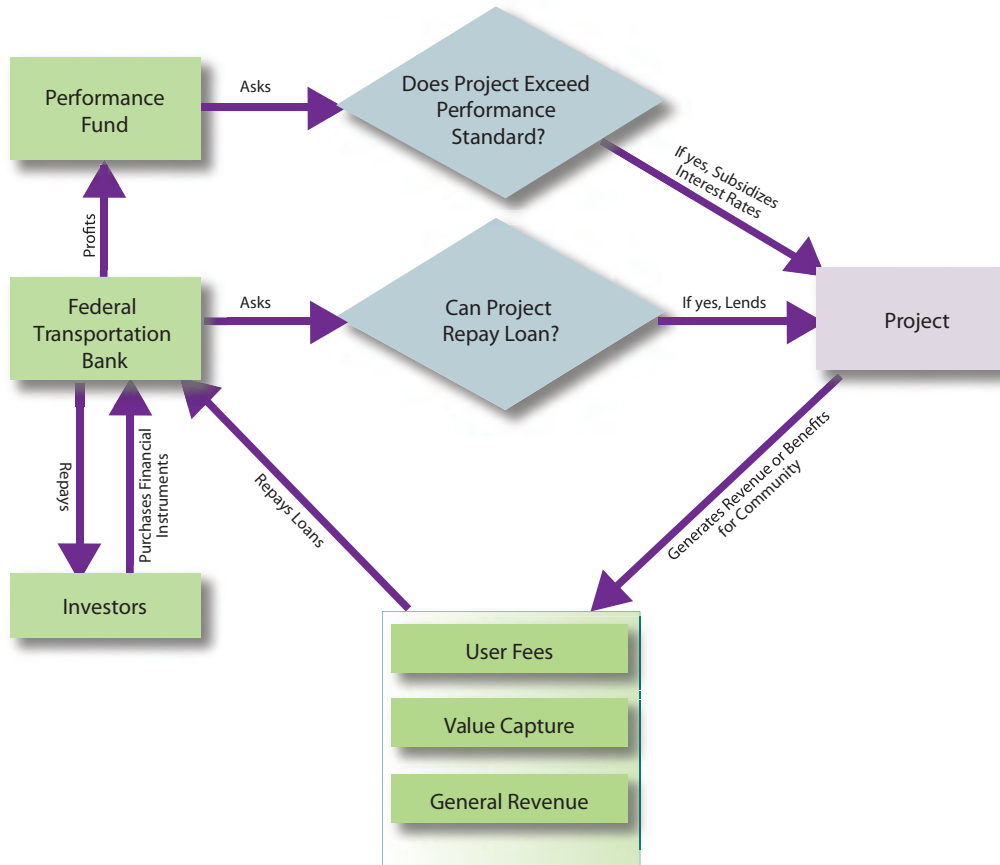 Performance
Fund
Asks
Does Project Exceed
Performance
Standard?
If yes, Subsidizes
Interest Rates
Profits
Federal
Transportation
Bank
Asks
Can Project
Repay Loan?
If yes, Lends
Project
Repays
Purchases Financial
Instruments
Repays Loans
Generates Revenue or Benefits
for Community
Investors
User Fees
Value Capture
General Revenue